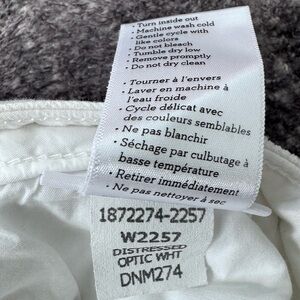 • Turn inside out
• Machine wash cold
• Gentle cycle with
like colors
• Do not bleach
• Tumble dry low
• Remove promptly
• Do not dry clean
• Tourner à l'envers
• Laver en machine à
l'eau froide
• Cycle délicat avec
des couleurs semblables
• Ne pas blanchir
• Séchage par culbutage à
basse température
• Retirer immédiatement
• Ne pas nettoyer à sec
1872274-2257
W2257
DISTRESSED
OPTIC WHT
DNM274